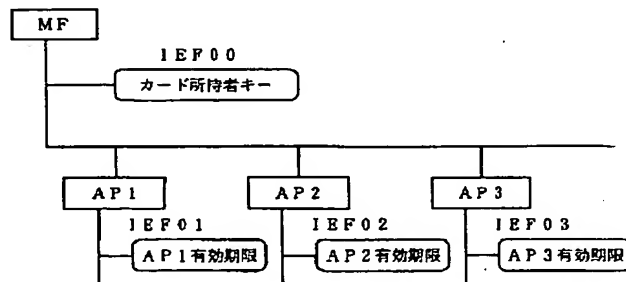 MF
IEF00
カード所持者キー
AP1
AP2
AP3
IEF01
IEF02
IEF03
AP1有効期限
AP2有効期限
AP3有効期限